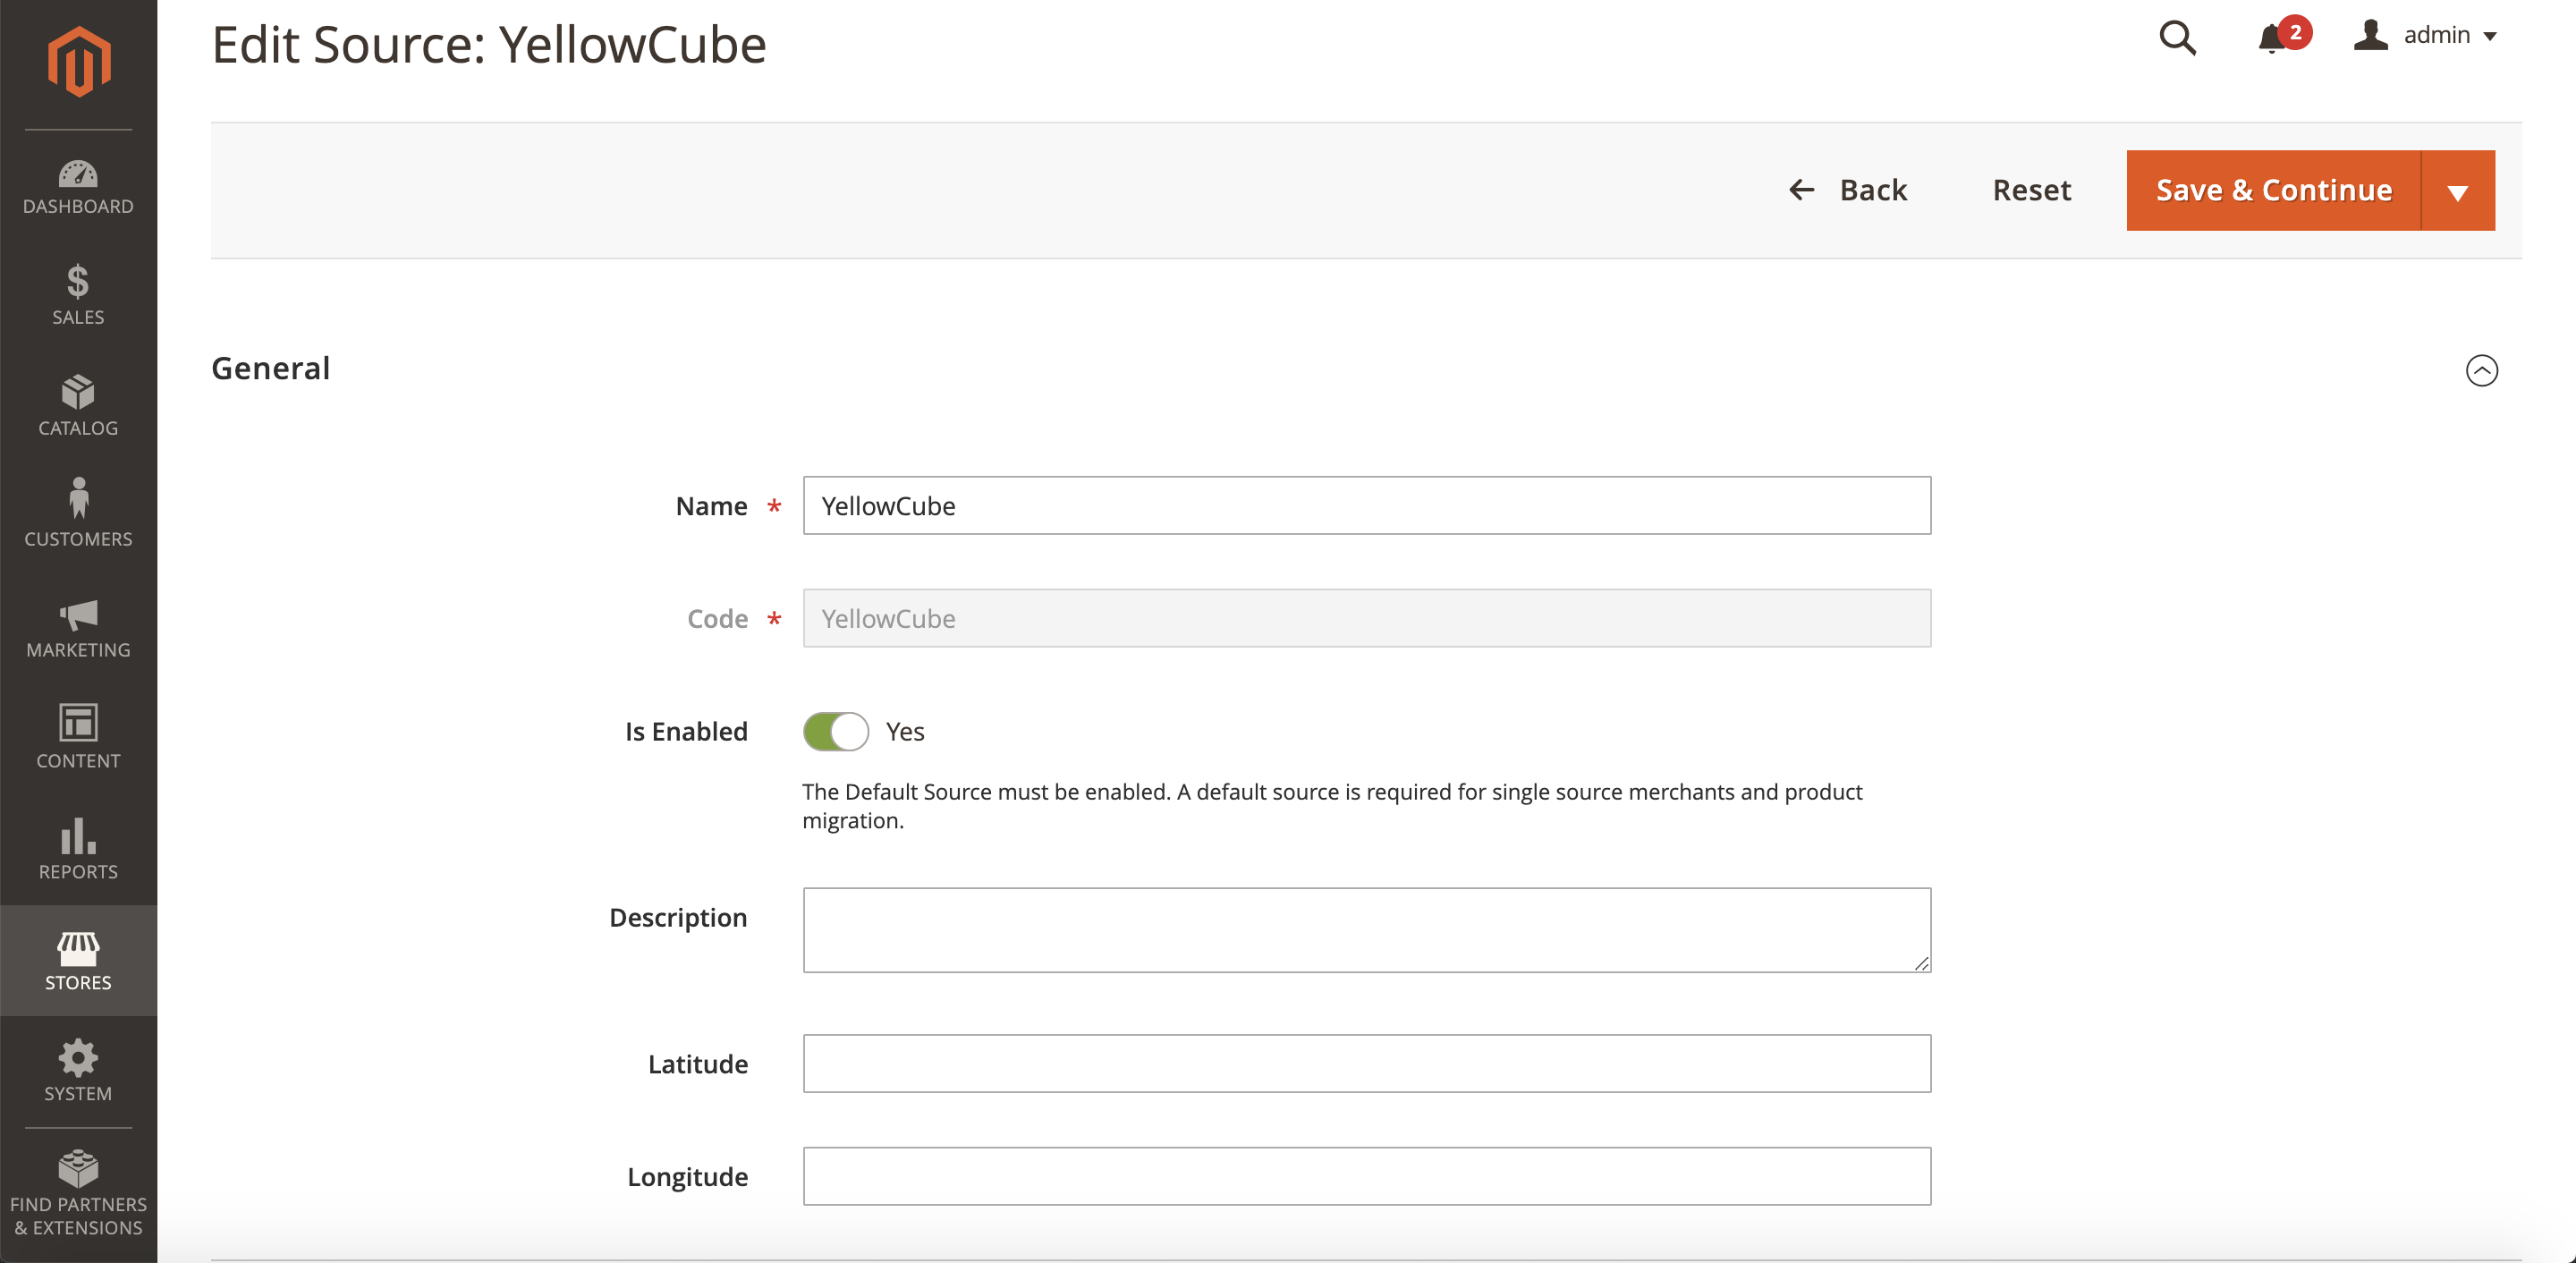 Edit Source: YellowCube
2
admin
Back
Reset
Save & Continue
DASHBOARD
SALES
CATALOG
CUSTOMERS
MARKETING
CONTENT
REPORTS
STORES
SYSTEM
FIND PARTNERS
& EXTENSIONS
General
Name *
YellowCube
Code *
YellowCube
Is Enabled
Yes
The Default Source must be enabled. A default source is required for single source merchants and product
migration.
Description
Latitude
Longitude